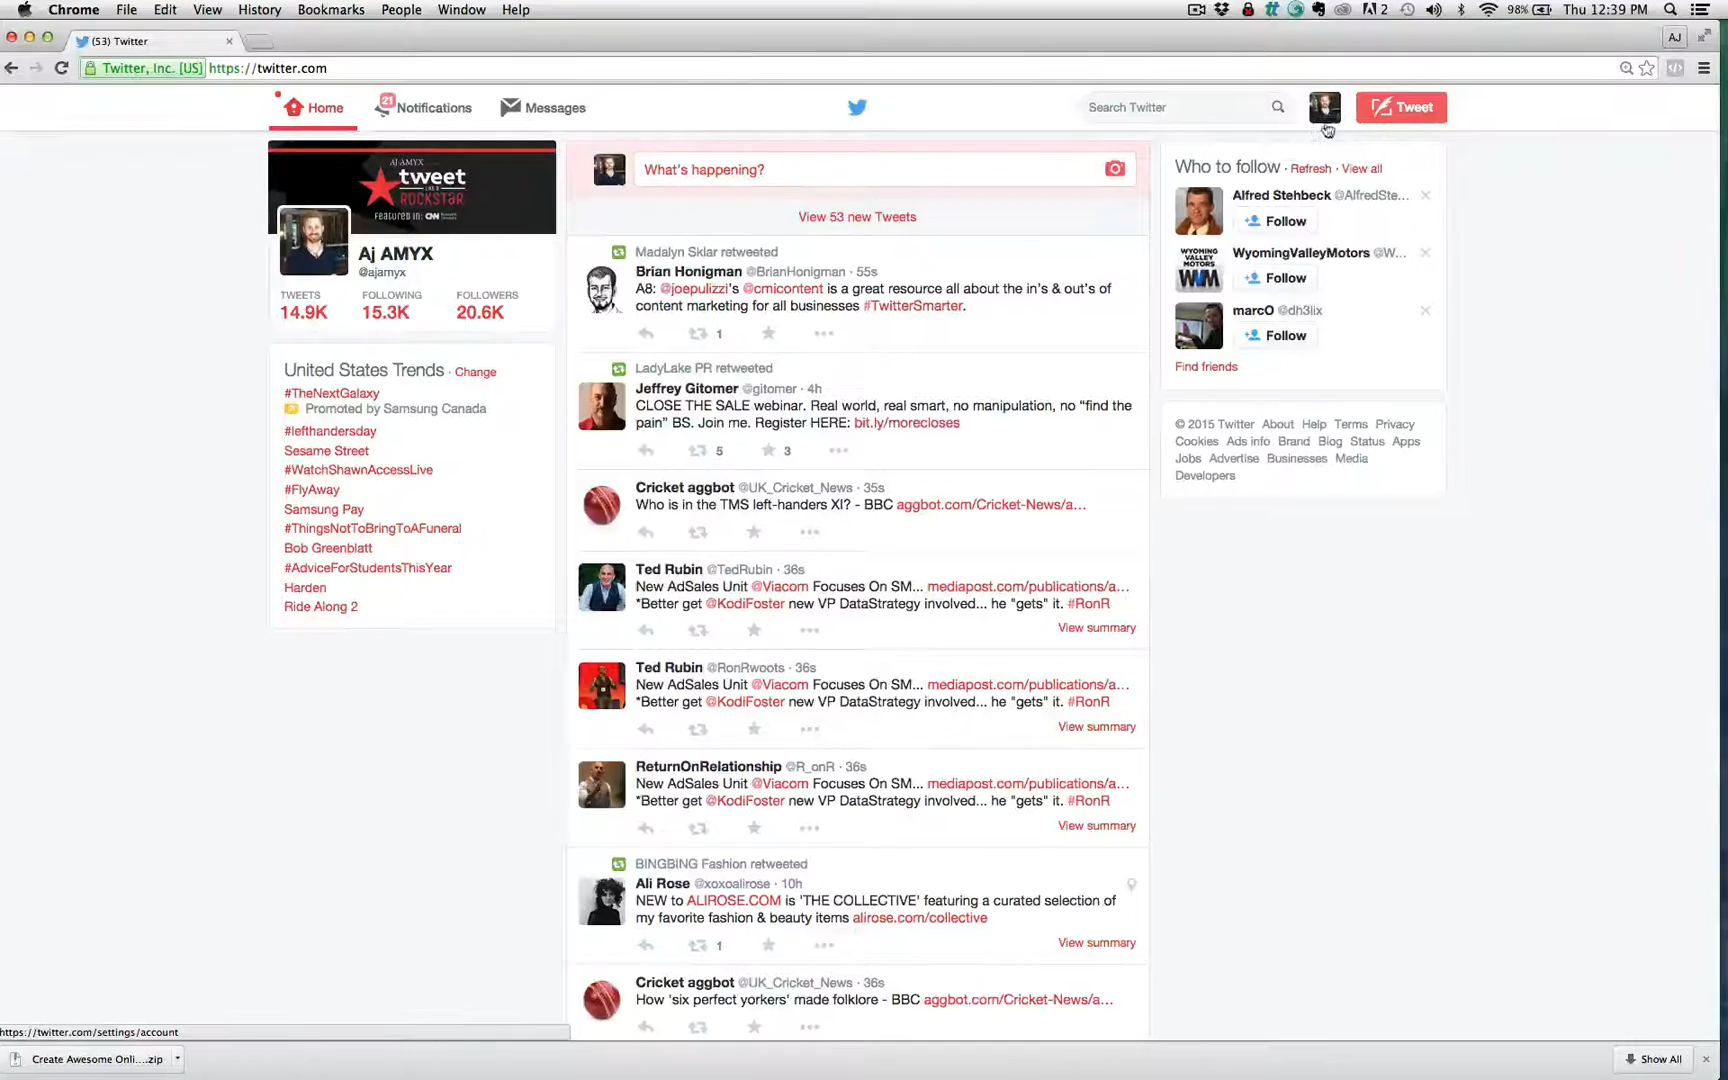 Chrome File Edit View History Bookmarks People Window Help
2 98% Thu 12:39 PM
(53) Twitter
AJ
Twitter, Inc. [US] https://twitter.com
Home 21 Notifications Messages
Search Twitter
Tweet
AJ AMYX
tweet
LIKE A
ROCKSTAR
FEATURED IN: CNN
Aj AMYX
@ajamyx
TWEETS FOLLOWING FOLLOWERS
14.9K 15.3K 20.6K
United States Trends · Change
#TheNextGalaxy
Promoted by Samsung Canada
#lefthandersday
Sesame Street
#WatchShawnAccessLive
#FlyAway
Samsung Pay
#ThingsNotToBringToAFuneral
Bob Greenblatt
#AdviceForStudentsThisYear
Harden
Ride Along 2
What's happening?
View 53 new Tweets
Madalyn Sklar retweeted
Brian Honigman @BrianHonigman · 55s
A8: @joepulizzi's @cmicontent is a great resource all about the in's & out's of
content marketing for all businesses #TwitterSmarter.
1
LadyLake PR retweeted
Jeffrey Gitomer @gitomer · 4h
CLOSE THE SALE webinar. Real world, real smart, no manipulation, no "find the
pain" BS. Join me. Register HERE: bit.ly/morecloses
5 3
Cricket aggbot @UK_Cricket_News · 35s
Who is in the TMS left-handers XI? - BBC aggbot.com/Cricket-News/a...
Ted Rubin @TedRubin · 36s
New AdSales Unit @Viacom Focuses On SM... mediapost.com/publications/a...
*Better get @KodiFoster new VP DataStrategy involved... he "gets" it. #RonR
View summary
Ted Rubin @RonRwoots · 36s
New AdSales Unit @Viacom Focuses On SM... mediapost.com/publications/a...
*Better get @KodiFoster new VP DataStrategy involved... he "gets" it. #RonR
View summary
ReturnOnRelationship @R_onR · 36s
New AdSales Unit @Viacom Focuses On SM... mediapost.com/publications/a...
*Better get @KodiFoster new VP DataStrategy involved... he "gets" it. #RonR
View summary
BINGBING Fashion retweeted
Ali Rose @xoxoalirose · 10h
NEW to ALIROSE.COM is 'THE COLLECTIVE' featuring a curated selection of
my favorite fashion & beauty items alirose.com/collective
1
View summary
Cricket aggbot @UK_Cricket_News · 36s
How 'six perfect yorkers' made folklore - BBC aggbot.com/Cricket-News/a...
Who to follow · Refresh · View all
Alfred Stehbeck @AlfredSte...
Follow
WYOMING
VALLEY
MOTORS
WVM
WyomingValleyMotors @W...
Follow
marcO @dh3lix
Follow
Find friends
© 2015 Twitter About Help Terms Privacy
Cookies Ads info Brand Blog Status Apps
Jobs Advertise Businesses Media
Developers
https://twitter.com/settings/account
Create Awesome Onli....zip
Show All